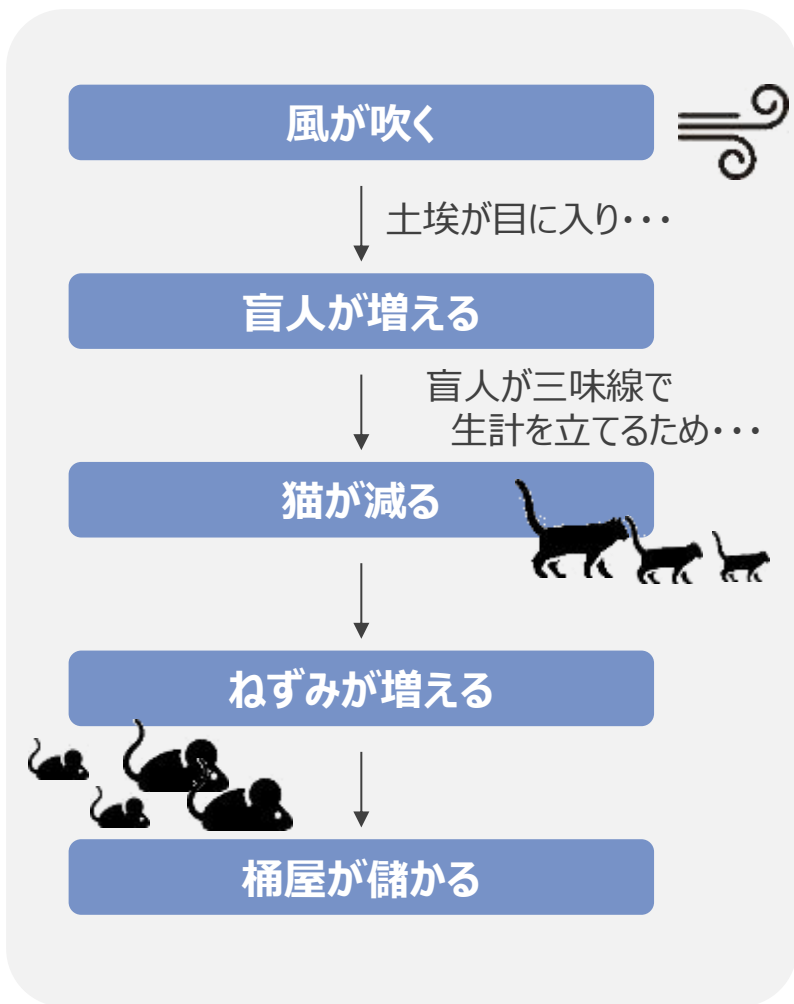 風が吹く
土埃が目に入り・・・
盲人が増える
盲人が三味線で
生計を立てるため・・・
猫が減る
ねずみが増える
桶屋が儲かる